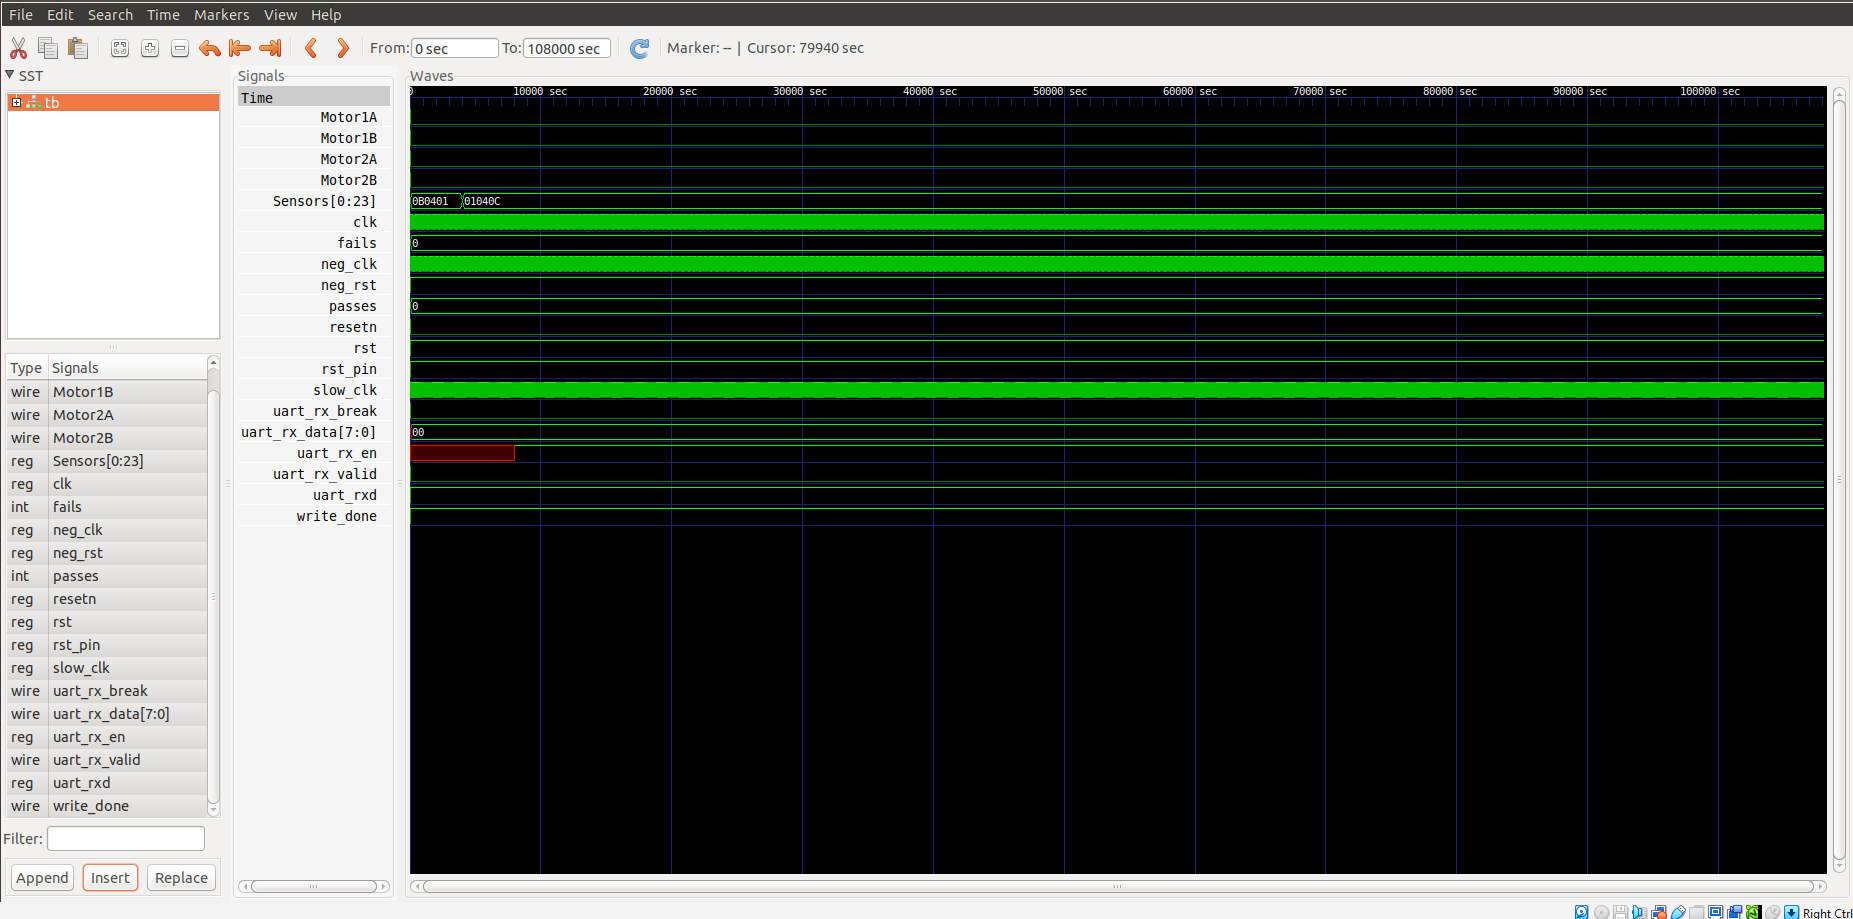 File Edit Search Time Markers View Help
From: 0 sec To: 108000 sec Marker: -- | Cursor: 79940 sec
SST
tb
Type Signals
wire Motor1B
wire Motor2A
wire Motor2B
reg Sensors[0:23]
reg clk
int fails
reg neg_clk
reg neg_rst
int passes
reg resetn
reg rst
reg rst_pin
reg slow_clk
wire uart_rx_break
wire uart_rx_data[7:0]
reg uart_rx_en
wire uart_rx_valid
reg uart_rxd
wire write_done
Filter:
Append Insert Replace
Signals
Time
Motor1A
Motor1B
Motor2A
Motor2B
Sensors[0:23]
clk
fails
neg_clk
neg_rst
passes
resetn
rst
rst_pin
slow_clk
uart_rx_break
uart_rx_data[7:0]
uart_rx_en
uart_rx_valid
uart_rxd
write_done
Waves
0 10000 sec 20000 sec 30000 sec 40000 sec 50000 sec 60000 sec 70000 sec 80000 sec 90000 sec 100000 sec
0B0401 01040C
0
0
00
Right Ctrl